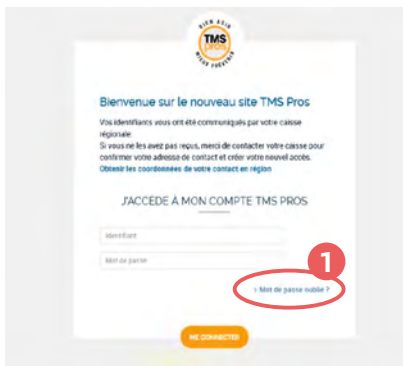 BIEN AGIR
TMS
pros
MIEUX PRÉVENIR
Bienvenue sur le nouveau site TMS Pros
Vos identifiants vous ont été communiqués par votre caisse
régionale.
Si vous ne les avez pas reçus, merci de contacter votre caisse pour
confirmer votre adresse de contact et créer votre nouvel accès.
Obtenir les coordonnées de votre contact en région
J'ACCÈDE À MON COMPTE TMS PROS
Identifiant
Mot de passe
1
> Mot de passe oublié ?
ME CONNECTER